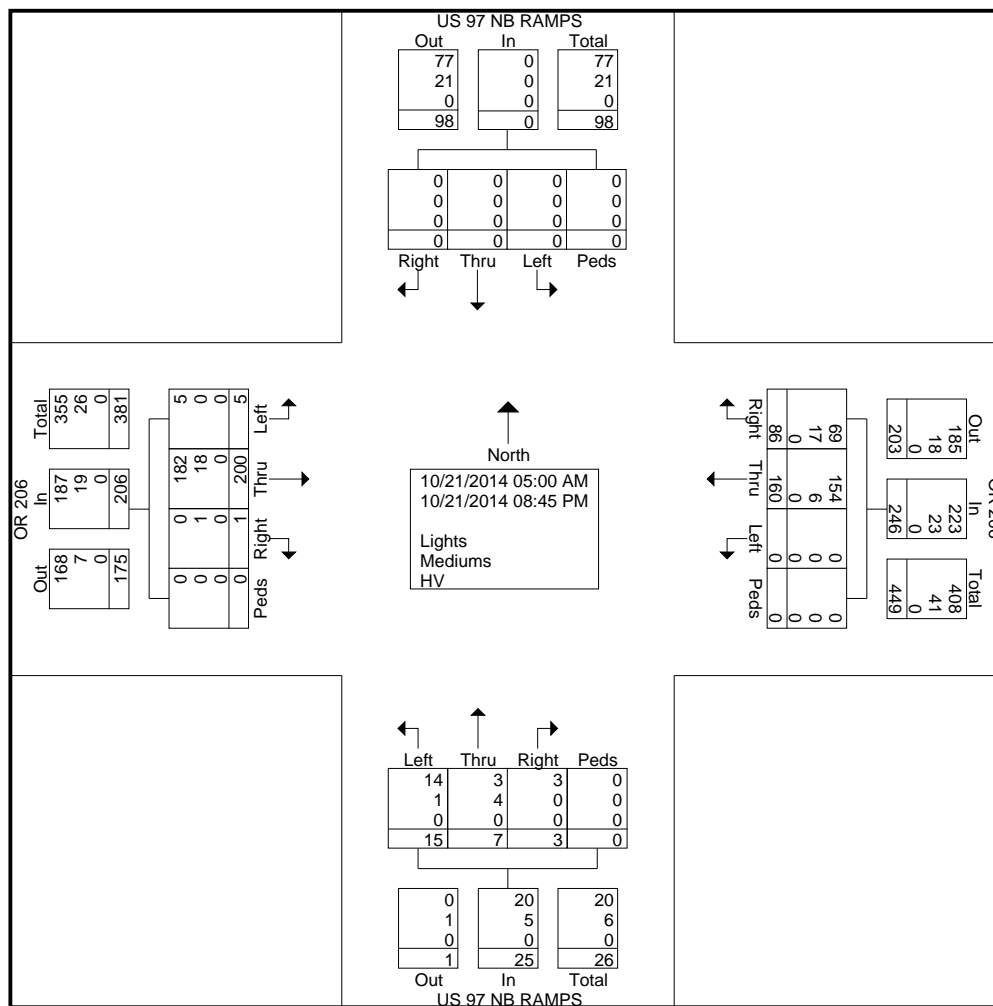 US 97 NB RAMPS
Out In Total
77 0 77
21 0 21
0 0 0
98 0 98
0 0 0 0
0 0 0 0
0 0 0 0
0 0 0 0
Right Thru Left Peds
OR 206
Total In Out
355 187 168
26 19 7
0 0 0
381 206 175
Left Thru Right Peds
5 182 0 0
0 18 1 0
0 0 0 0
5 200 1 0
North
10/21/2014 05:00 AM
10/21/2014 08:45 PM
Lights
Mediums
HV
Right Thru Left Peds
69 154 0 0
17 6 0 0
0 0 0 0
86 160 0 0
Out In Total
185 223 408
18 23 41
0 0 0
203 246 449
Left Thru Right Peds
14 3 3 0
1 4 0 0
0 0 0 0
15 7 3 0
0 20 20
1 5 6
0 0 0
1 25 26
Out In Total
US 97 NB RAMPS